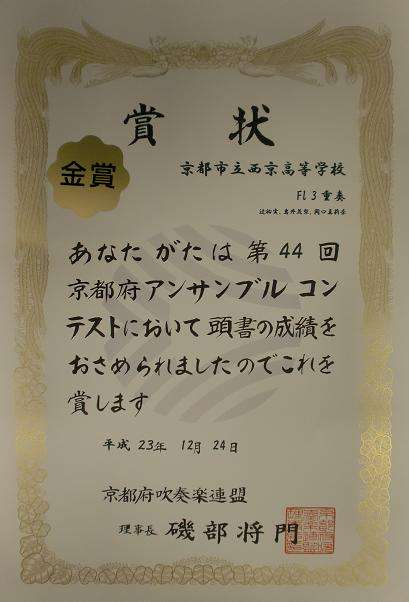 賞状
金賞
京都市立西京高等学校
Fl 3重奏
あなたがたは第44回
京都府アンサンブルコン
テストにおいて頭書の成績を
おさめられましたのでこれを
賞します
平成 23年 12月 24日
京都府吹奏楽連盟
理事長 磯部将門